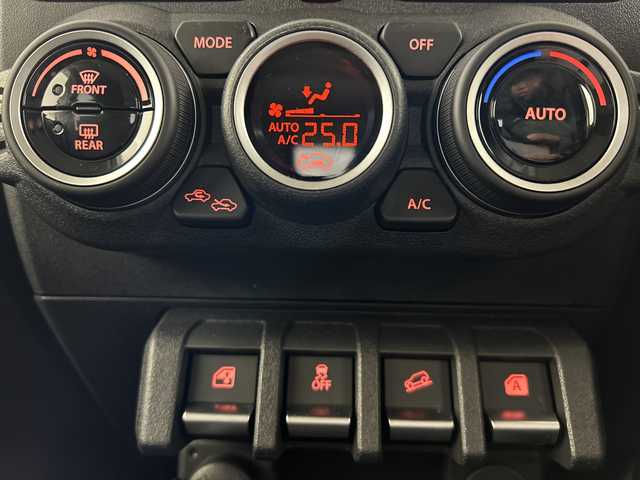 MODE
OFF
FRONT
REAR
AUTO
A/C
25.0
AUTO
A/C
OFF
A